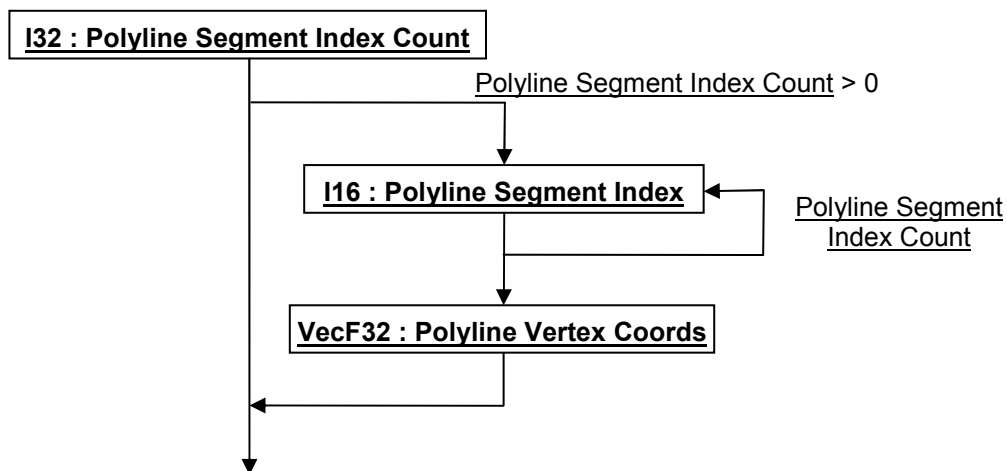 I32 : Polyline Segment Index Count
Polyline Segment Index Count > 0
I16 : Polyline Segment Index
Polyline Segment
Index Count
VecF32 : Polyline Vertex Coords